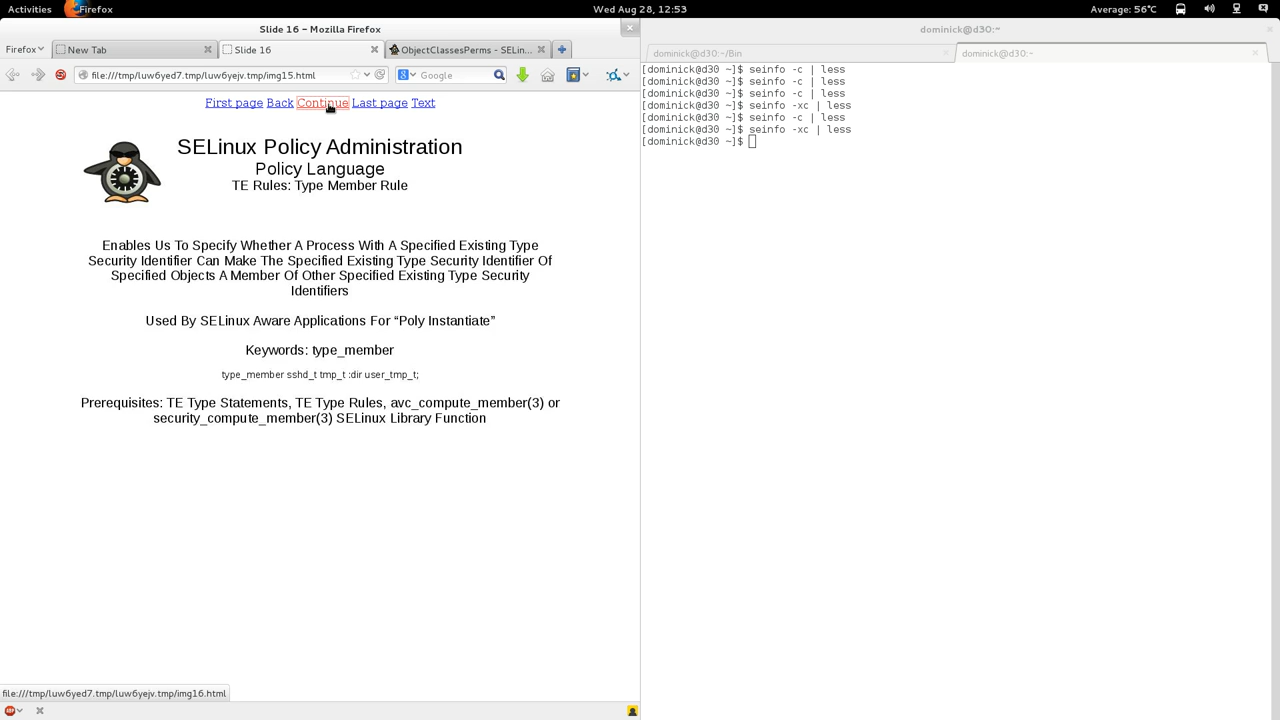 Activities
Firefox
Wed Aug 28, 12:53
Average: 56°C
Slide 16 - Mozilla Firefox
Firefox
New Tab
Slide 16
ObjectClassesPerms - SELin...
file:///tmp/luw6yed7.tmp/luw6yejv.tmp/img15.html
Google
First page Back Continue Last page Text
SELinux Policy Administration
Policy Language
TE Rules: Type Member Rule
Enables Us To Specify Whether A Process With A Specified Existing Type
Security Identifier Can Make The Specified Existing Type Security Identifier Of
Specified Objects A Member Of Other Specified Existing Type Security
Identifiers
Used By SELinux Aware Applications For “Poly Instantiate”
Keywords: type_member
type_member sshd_t tmp_t :dir user_tmp_t;
Prerequisites: TE Type Statements, TE Type Rules, avc_compute_member(3) or
security_compute_member(3) SELinux Library Function
file:///tmp/luw6yed7.tmp/luw6yejv.tmp/img16.html
dominick@d30:~
dominick@d30:~/Bin
dominick@d30:~
[dominick@d30 ~]$ seinfo -c | less
[dominick@d30 ~]$ seinfo -c | less
[dominick@d30 ~]$ seinfo -c | less
[dominick@d30 ~]$ seinfo -xc | less
[dominick@d30 ~]$ seinfo -c | less
[dominick@d30 ~]$ seinfo -xc | less
[dominick@d30 ~]$